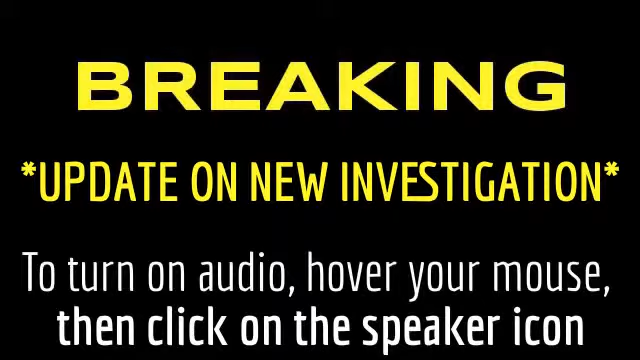 BREAKING
*UPDATE ON NEW INVESTIGATION*
To turn on audio, hover your mouse,
then click on the speaker icon